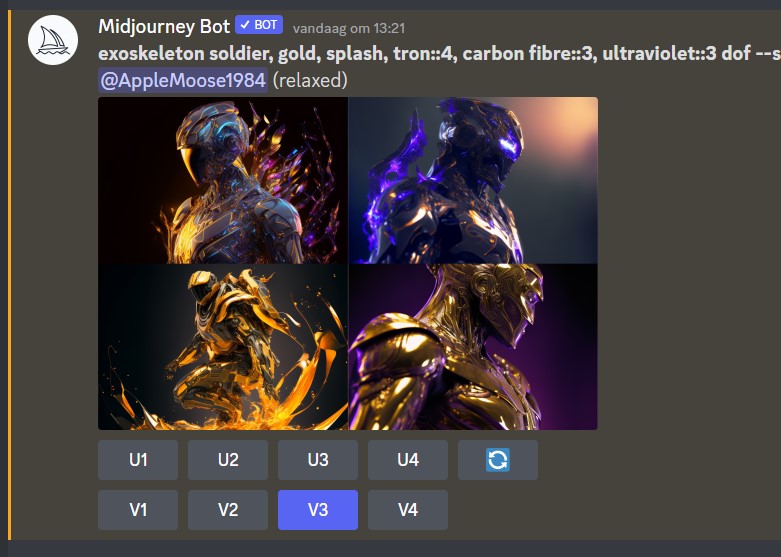 Midjourney Bot ✓ BOT vandaag om 13:21
exoskeleton soldier, gold, splash, tron::4, carbon fibre::3, ultraviolet::3 dof --s
@AppleMoose1984 (relaxed)
U1 U2 U3 U4
V1 V2 V3 V4